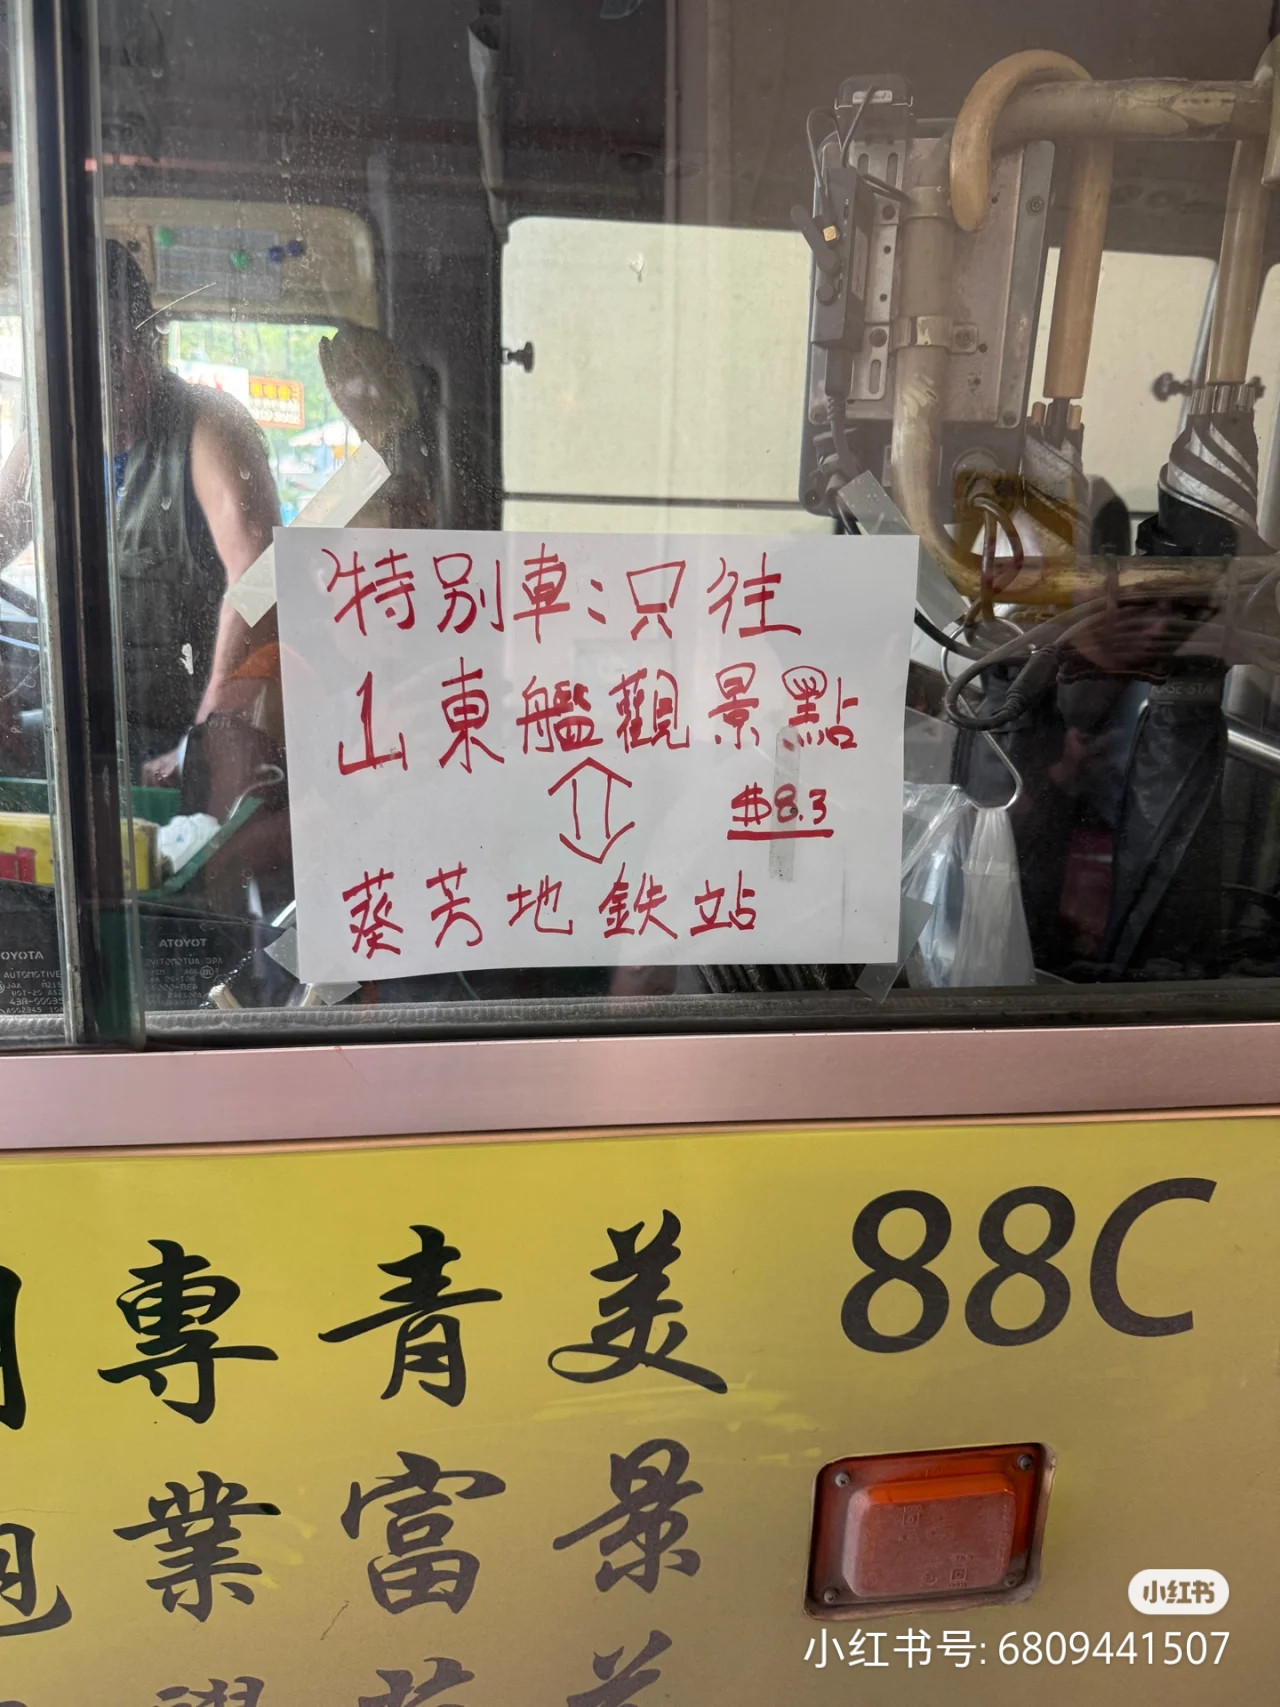 特別車:只往
山東艦觀景點
$8.3
葵芳地鉄站
88C
美景
青富
專業
小红书
小红书号: 6809441507